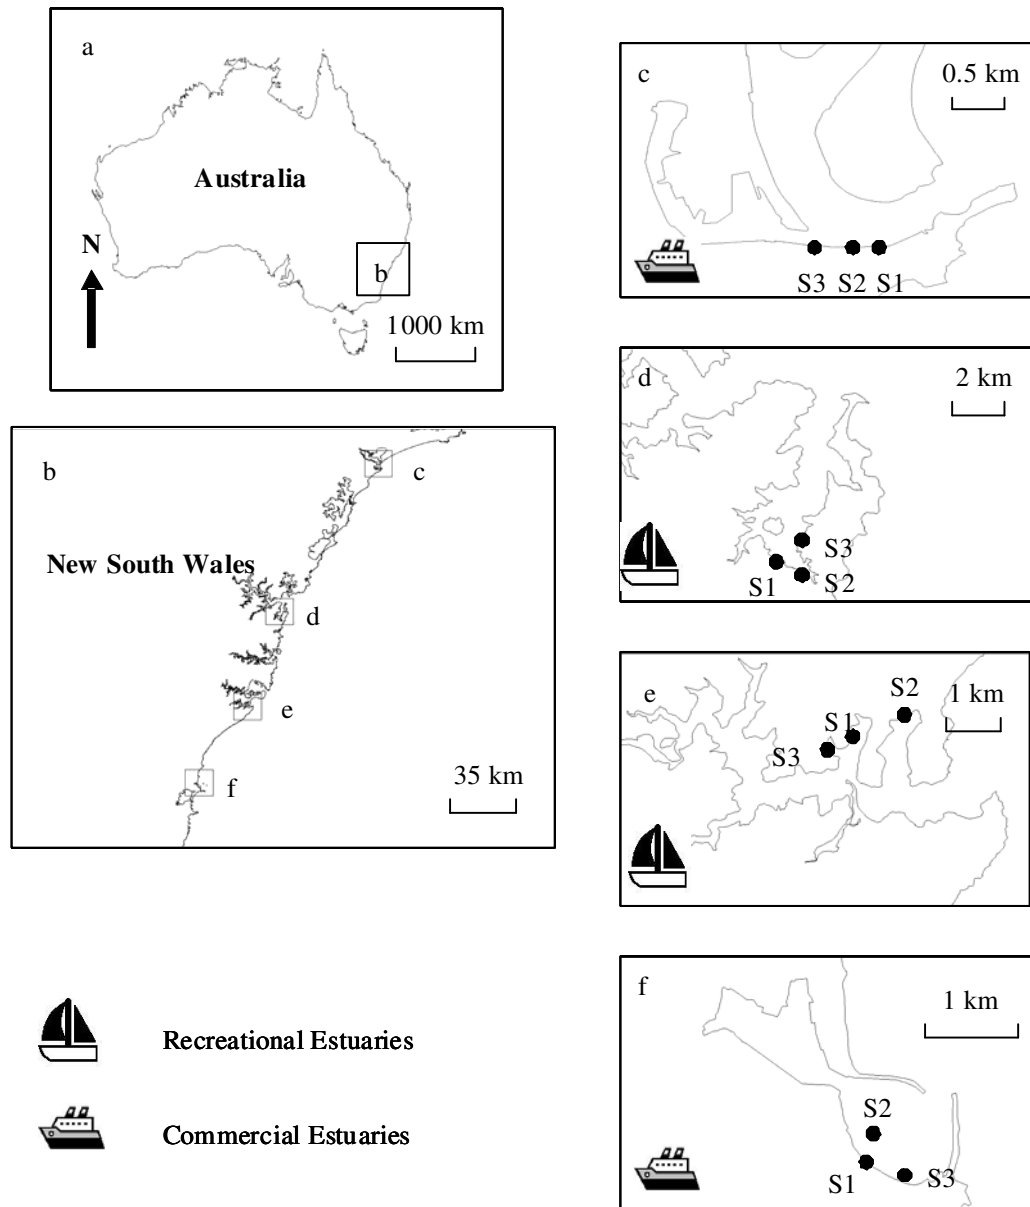 a
Australia
N
b
1000 km
b
c
New South Wales
d
e
f
35 km
Recreational Estuaries
Commercial Estuaries
c
0.5 km
S3 S2 S1
d
2 km
S3
S1 S2
e
S2
1 km
S1
S3
f
1 km
S2
S1 S3